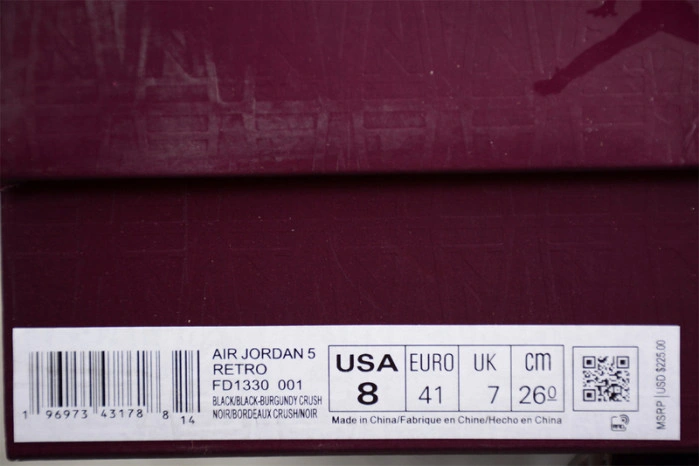 AIR JORDAN 5
RETRO
FD1330 001
BLACK/BLACK-BURGUNDY CRUSH
NOIR/BORDEAUX CRUSH/NOIR
1 96973 43178 8 14
USA EURO UK cm
8 41 7 26.0
Made in China/Fabrique en Chine/Hecho en China
MSRP | USD $225.00